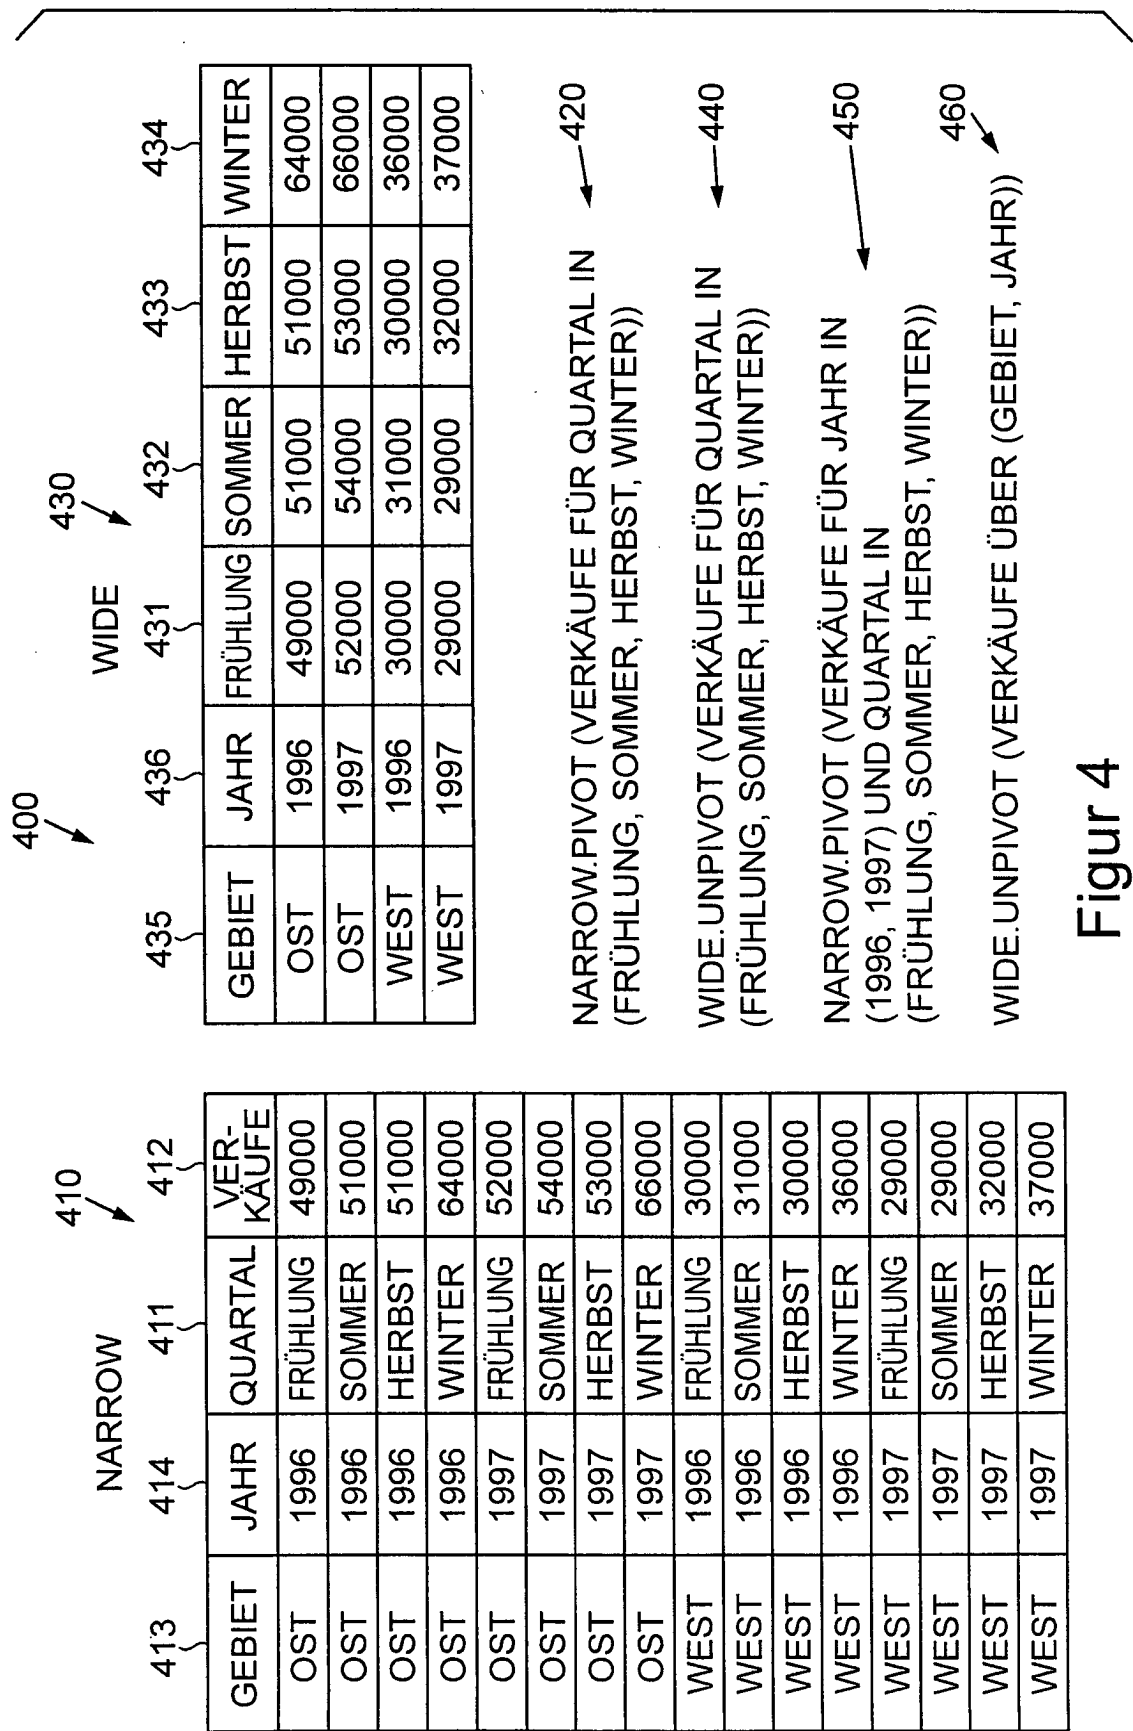 400
NARROW
410
413 414 411 412
GEBIET JAHR QUARTAL VER-
KÄUFE
OST 1996 FRÜHLUNG 49000
OST 1996 SOMMER 51000
OST 1996 HERBST 51000
OST 1996 WINTER 64000
OST 1997 FRÜHLUNG 52000
OST 1997 SOMMER 54000
OST 1997 HERBST 53000
OST 1997 WINTER 66000
WEST 1996 FRÜHLUNG 30000
WEST 1996 SOMMER 31000
WEST 1996 HERBST 30000
WEST 1996 WINTER 36000
WEST 1997 FRÜHLUNG 29000
WEST 1997 SOMMER 29000
WEST 1997 HERBST 32000
WEST 1997 WINTER 37000
WIDE
430
435 436 431 432 433 434
GEBIET JAHR FRÜHLUNG SOMMER HERBST WINTER
OST 1996 49000 51000 51000 64000
OST 1997 52000 54000 53000 66000
WEST 1996 30000 31000 30000 36000
WEST 1997 29000 29000 32000 37000
NARROW.PIVOT (VERKÄUFE FÜR QUARTAL IN
(FRÜHLUNG, SOMMER, HERBST, WINTER))
420
WIDE.UNPIVOT (VERKÄUFE FÜR QUARTAL IN
(FRÜHLUNG, SOMMER, HERBST, WINTER))
440
NARROW.PIVOT (VERKÄUFE FÜR JAHR IN
(1996, 1997) UND QUARTAL IN
(FRÜHLUNG, SOMMER, HERBST, WINTER))
450
WIDE.UNPIVOT (VERKÄUFE ÜBER (GEBIET, JAHR))
460
Figur 4